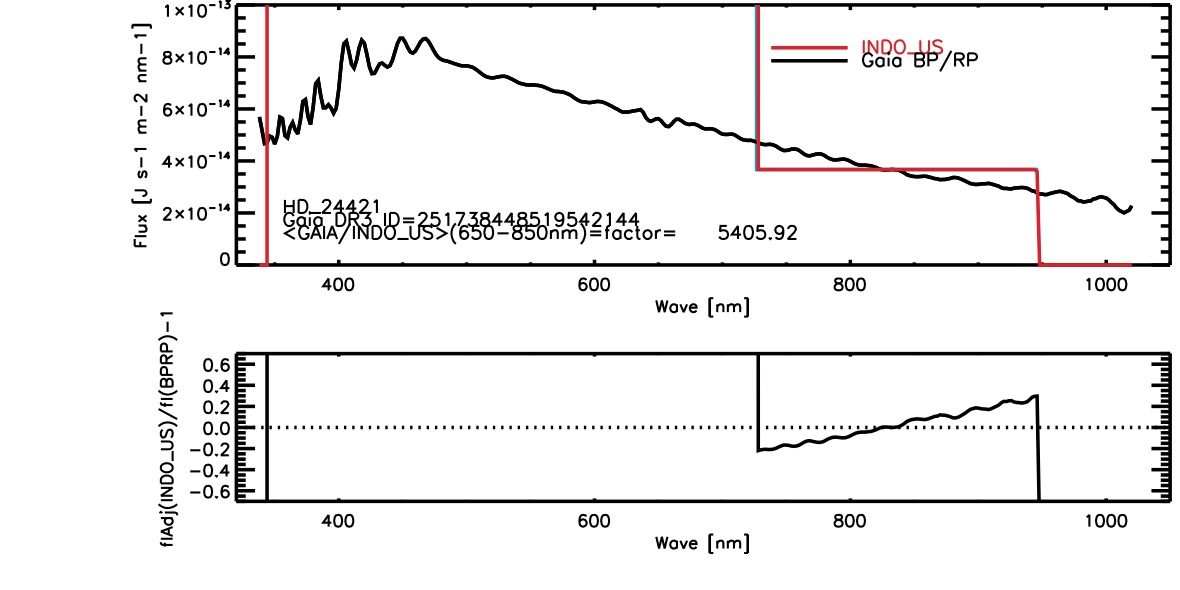 1×10−13
8×10−14
6×10−14
4×10−14
2×10−14
0
Flux [J s−1 m−2 nm−1]
INDO_US
Gaia BP/RP
HD_24421
Gaia DR3 ID=251738448519542144
<GAIA/INDO_US>(650−850nm)=factor= 5405.92
400 600 800 1000
Wave [nm]
flAdj(INDO_US)/fl(BPRP)−1
0.6
0.4
0.2
0.0
−0.2
−0.4
−0.6
400 600 800 1000
Wave [nm]